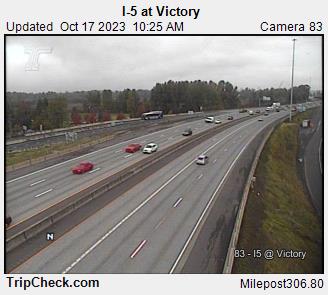 I-5 at Victory
Updated Oct 17 2023 10:25 AM Camera 83
N
83 - I5 @ Victory
TripCheck.com Milepost306.80